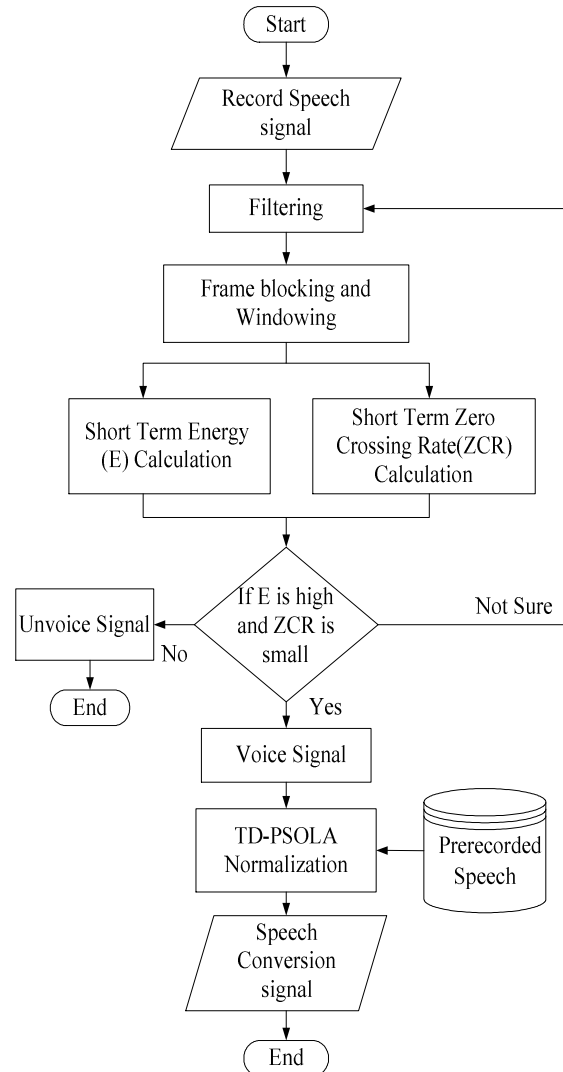 Start
Record Speech
signal
Filtering
Frame blocking and
Windowing
Short Term Energy
(E) Calculation
Short Term Zero
Crossing Rate(ZCR)
Calculation
If E is high
and ZCR is
small
Not Sure
Unvoice Signal
No
End
Yes
Voice Signal
TD-PSOLA
Normalization
Prerecorded
Speech
Speech
Conversion
signal
End